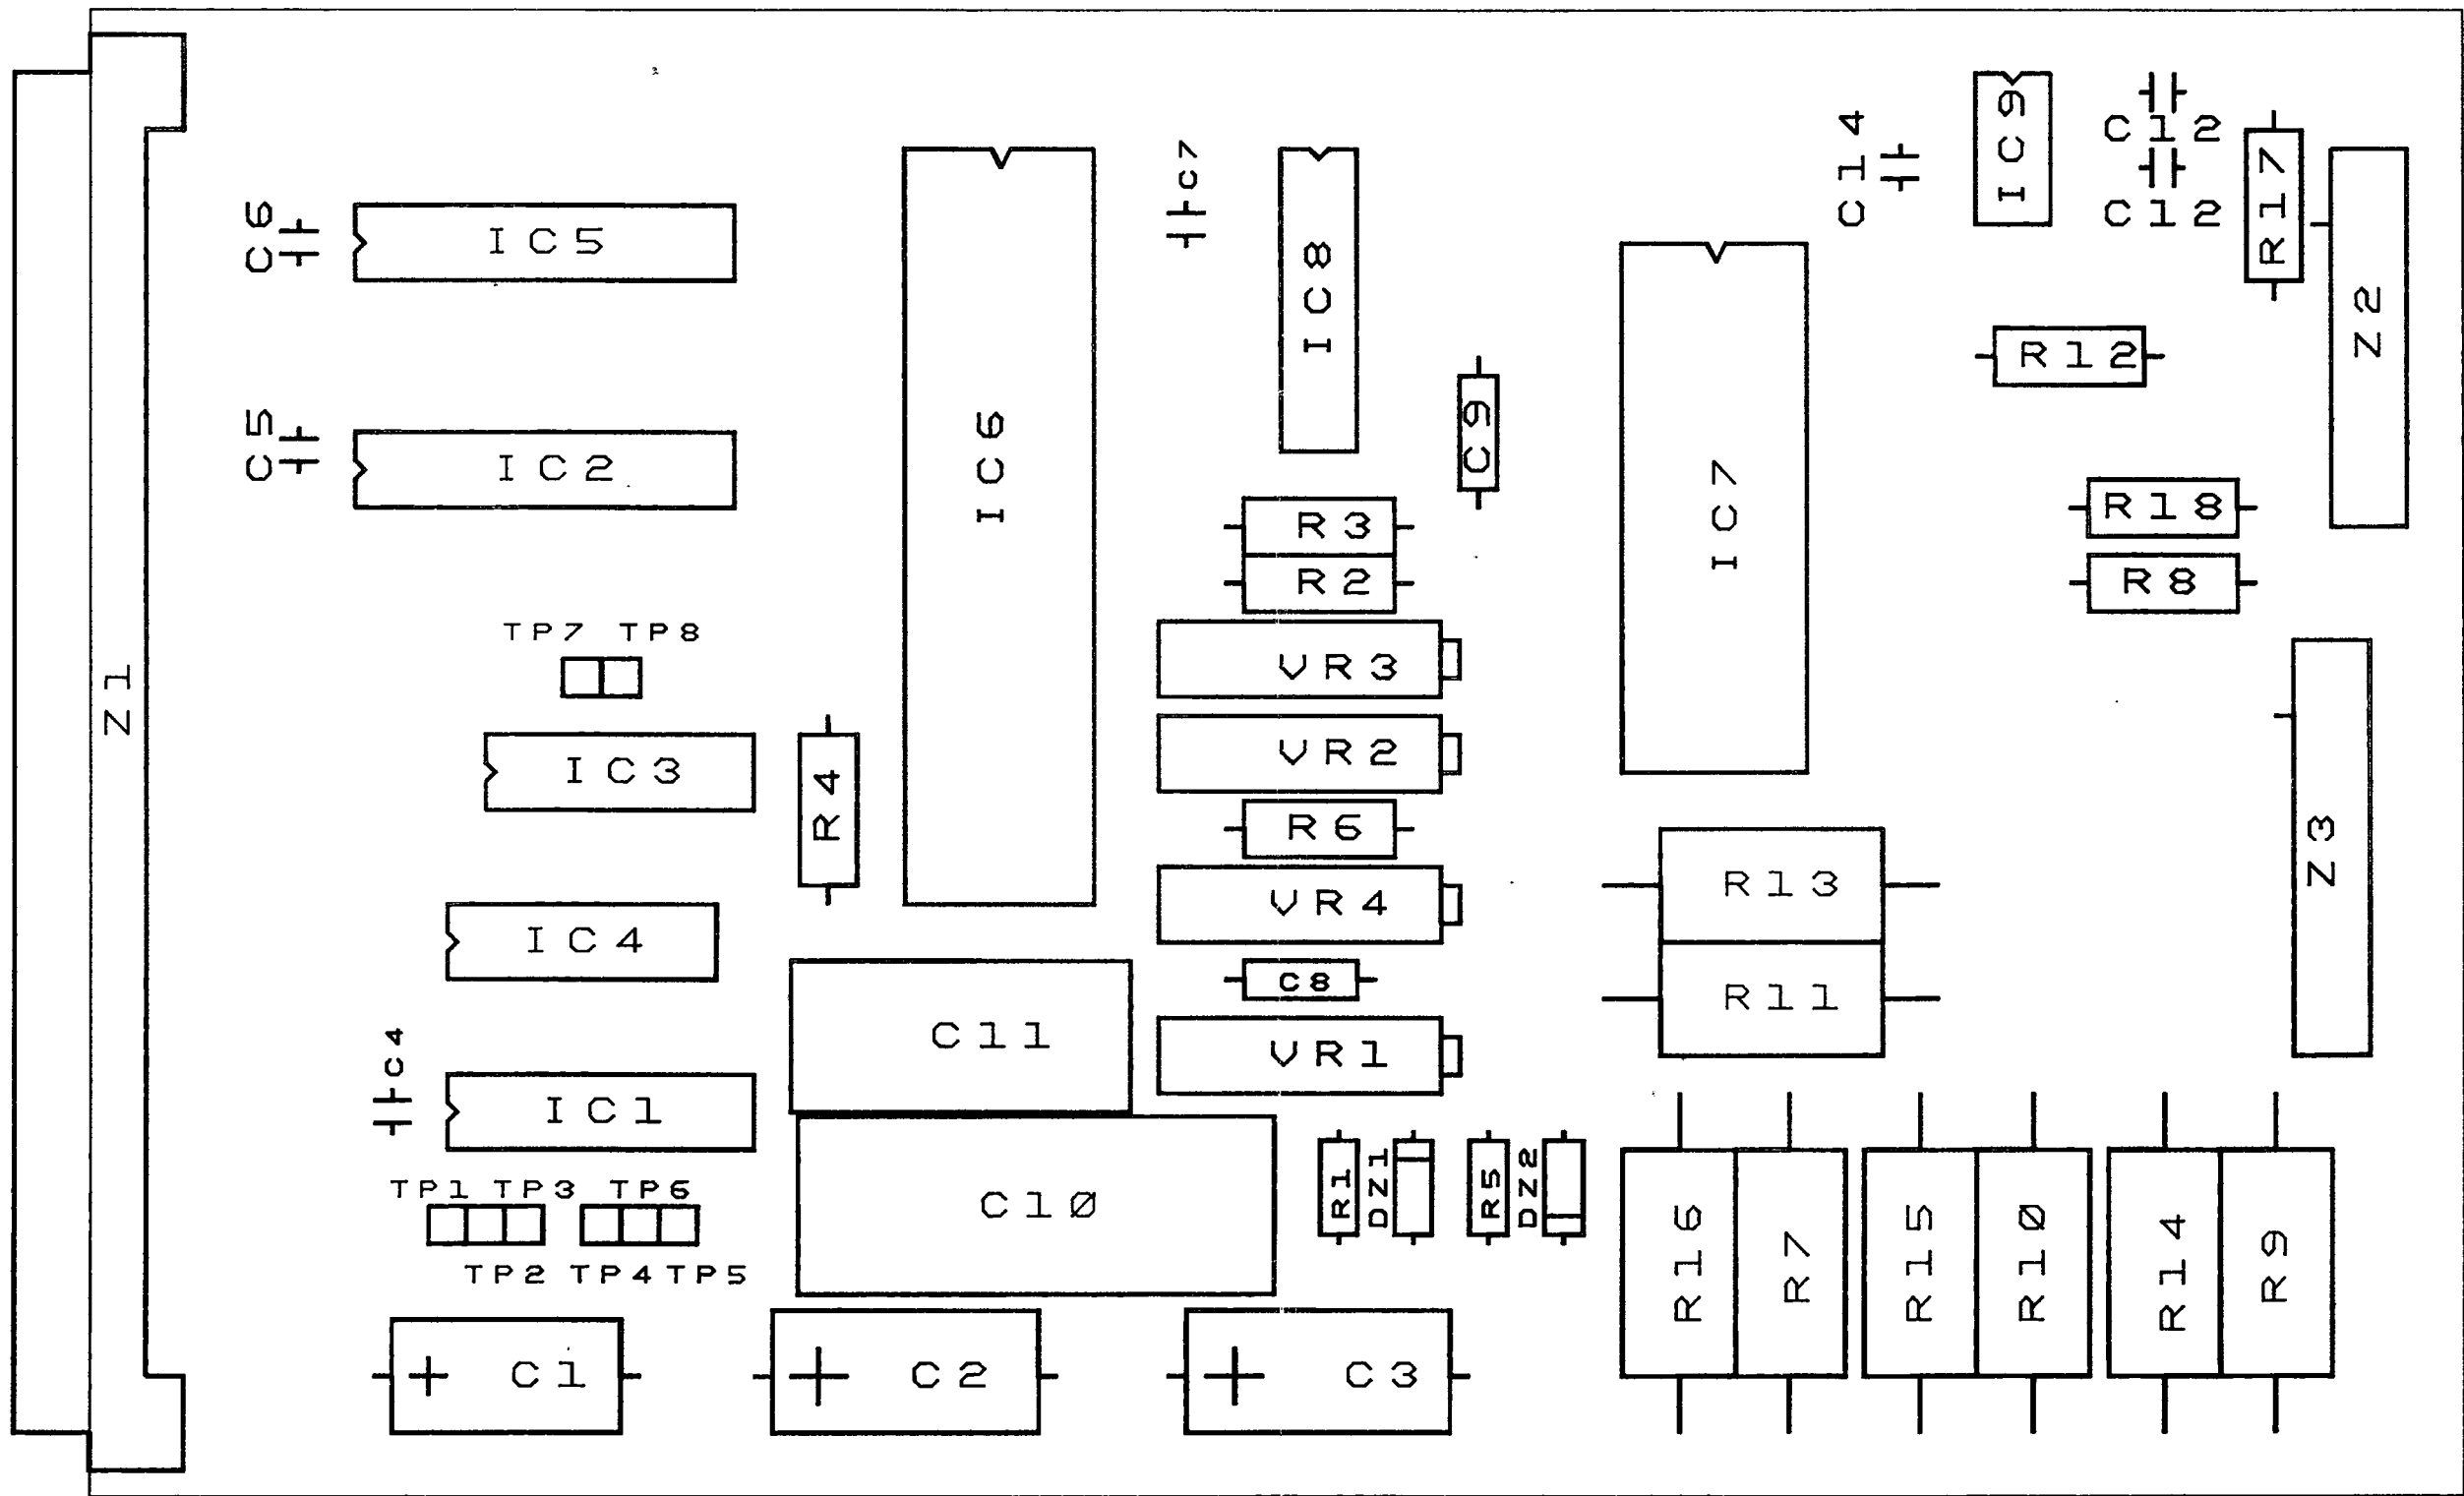 C14
IC9
C12
C12
R17
C7
C6
IC5
IC8
Z2
R12
C5
IC2
IC6
C9
IC7
R3
R18
R2
R8
TP7 TP8
VR3
Z1
VR2
IC3
R4
R6
Z3
R13
VR4
IC4
C8
R11
C11
VR1
C4
IC1
TP1 TP3 TP6
C10
R1
DZ1
R5
DZ2
R16
R7
R15
R10
R14
R9
TP2 TP4 TP5
+ C1
+ C2
+ C3